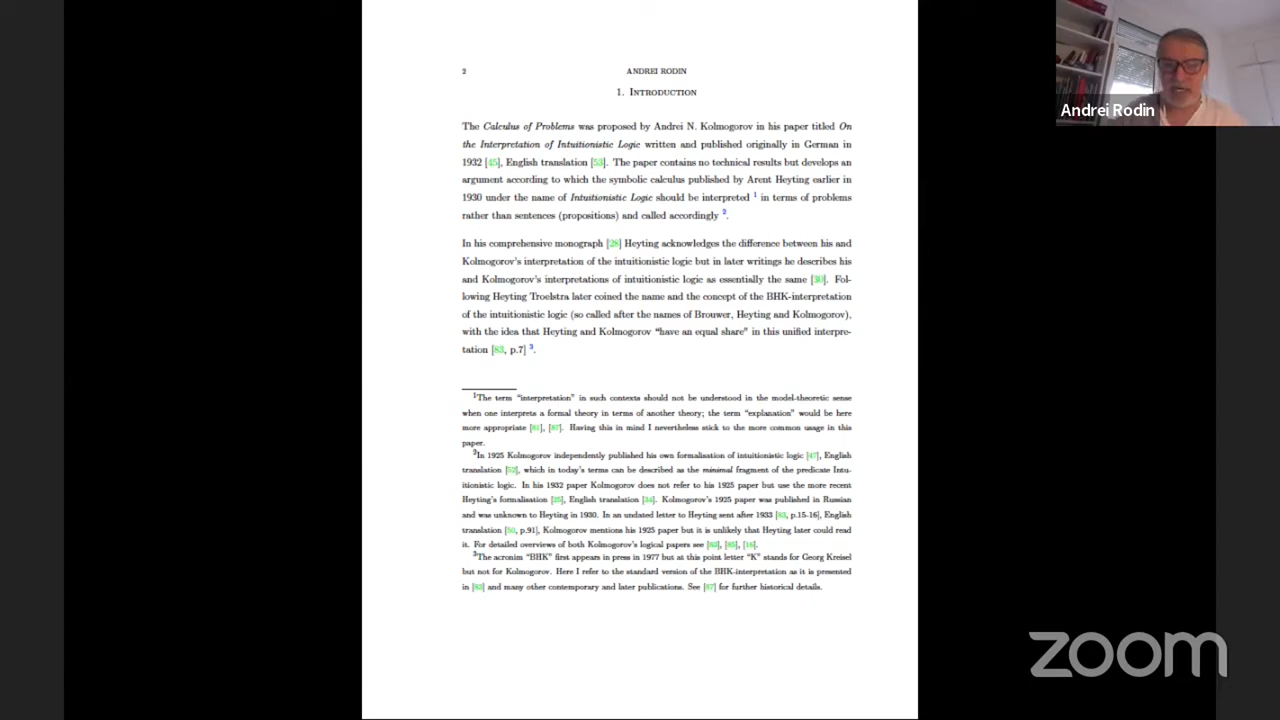 2
ANDREI RODIN
1. Introduction
The Calculus of Problems was proposed by Andrei N. Kolmogorov in his paper titled On
the Interpretation of Intuitionistic Logic written and published originally in German in
1932 [45], English translation [53]. The paper contains no technical results but develops an
argument according to which the symbolic calculus published by Arent Heyting earlier in
1930 under the name of Intuitionistic Logic should be interpreted 1 in terms of problems
rather than sentences (propositions) and called accordingly 2.
In his comprehensive monograph [28] Heyting acknowledges the difference between his and
Kolmogorov's interpretation of the intuitionistic logic but in later writings he describes his
and Kolmogorov's interpretations of intuitionistic logic as essentially the same [30]. Fol-
lowing Heyting Troelstra later coined the name and the concept of the BHK-interpretation
of the intuitionistic logic (so called after the names of Brouwer, Heyting and Kolmogorov),
with the idea that Heyting and Kolmogorov "have an equal share" in this unified interpre-
tation [83, p.7] 3.
1The term "interpretation" in such contexts should not be understood in the model-theoretic sense
when one interprets a formal theory in terms of another theory; the term "explanation" would be here
more appropriate [81], [87]. Having this in mind I nevertheless stick to the more common usage in this
paper.
2In 1925 Kolmogorov independently published his own formalisation of intuitionistic logic [47], English
translation [52], which in today's terms can be described as the minimal fragment of the predicate Intu-
itionistic logic. In his 1932 paper Kolmogorov does not refer to his 1925 paper but use the more recent
Heyting's formalisation [25], English translation [34]. Kolmogorov's 1925 paper was published in Russian
and was unknown to Heyting in 1930. In an undated letter to Heyting sent after 1933 [83, p.15-16], English
translation [50, p.91], Kolmogorov mentions his 1925 paper but it is unlikely that Heyting later could read
it. For detailed overviews of both Kolmogorov's logical papers see [82], [85], [16].
3The acronim "BHK" first appears in press in 1977 but at this point letter "K" stands for Georg Kreisel
but not for Kolmogorov. Here I refer to the standard version of the BHK-interpretation as it is presented
in [83] and many other contemporary and later publications. See [87] for further historical details.
Andrei Rodin
zoom